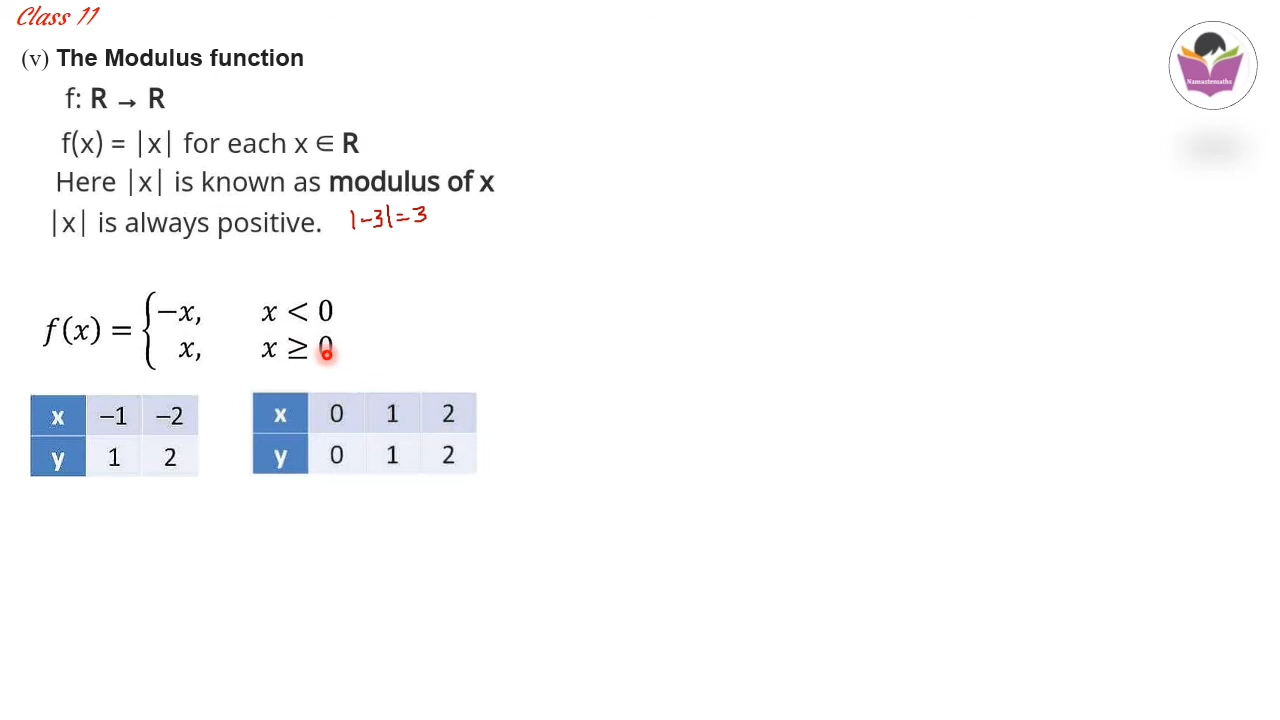 Class 11
(v) The Modulus function
f: R → R
f(x) = |x| for each x ∈ R
Here |x| is known as modulus of x
|x| is always positive. |-3| = 3
f(x) = { −x, x < 0
x, x ≥ 0
x –1 –2
y 1 2
x 0 1 2
y 0 1 2
Namastemaths